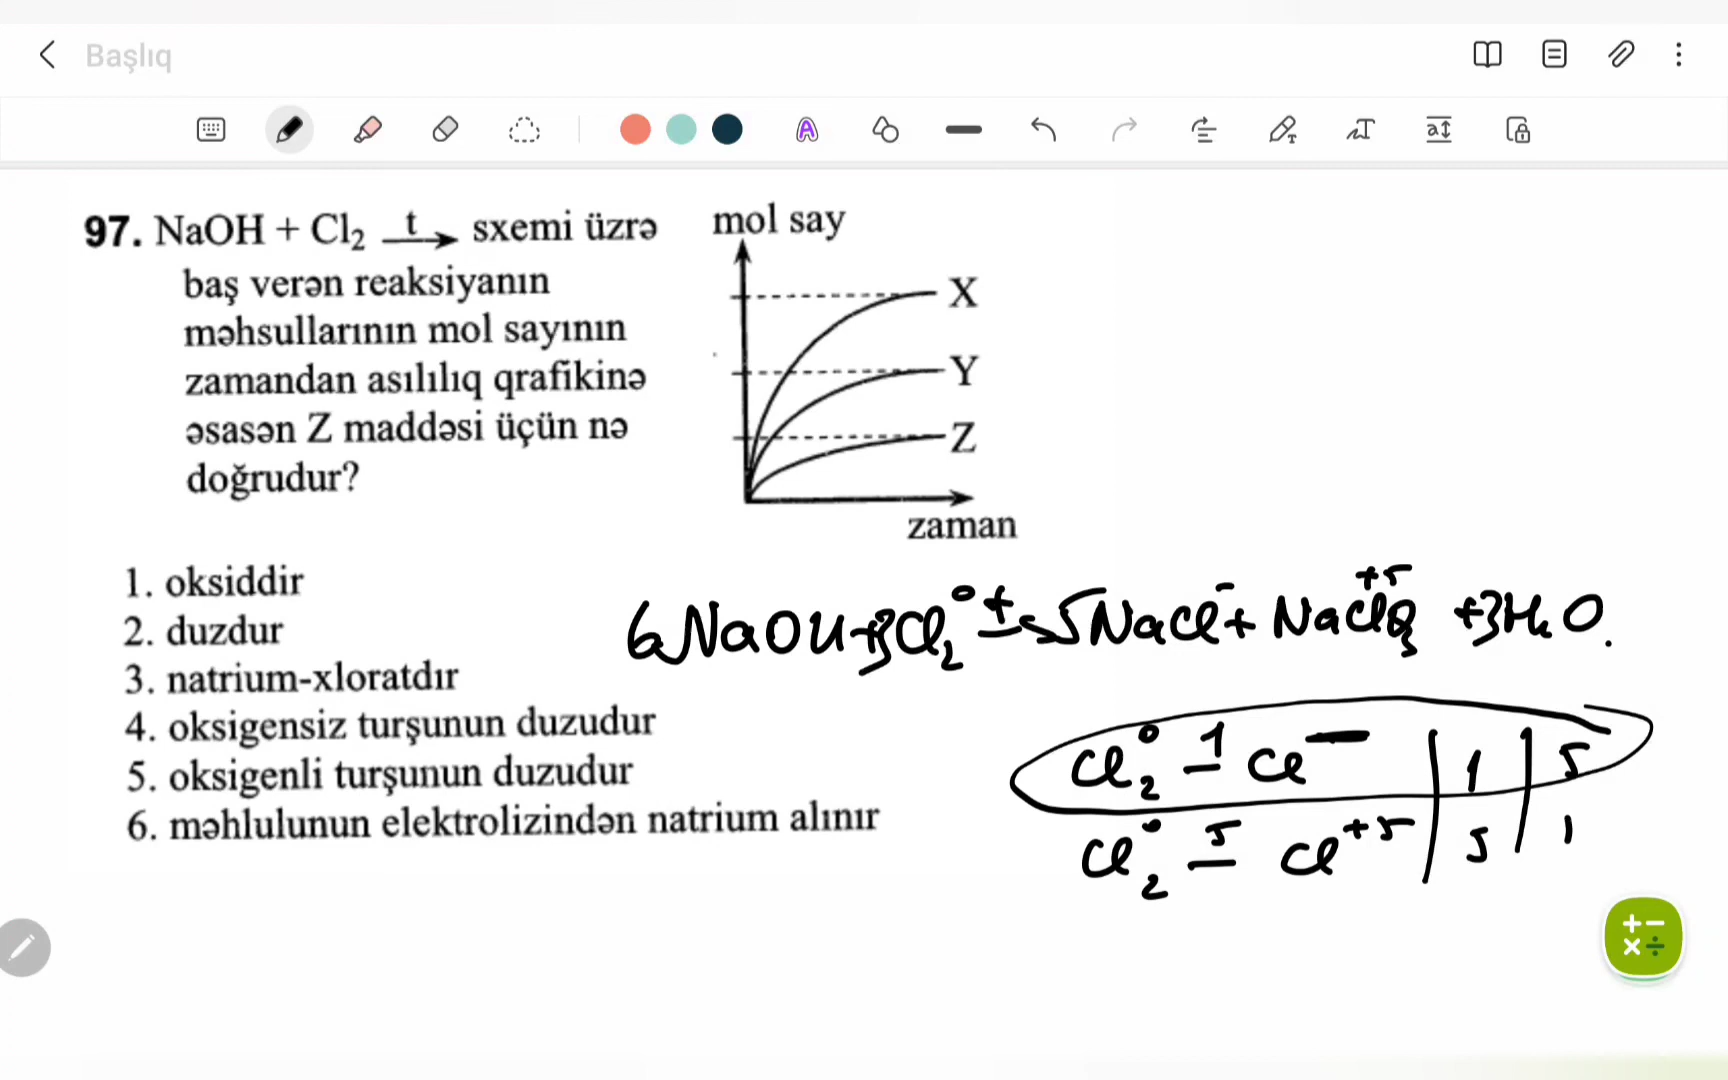 Başlıq
97. NaOH + Cl₂ —t→ sxemi üzrə
baş verən reaksiyanın
məhsullarının mol sayının
zamandan asılılıq qrafikinə
əsasən Z maddəsi üçün nə
doğrudur?
mol say
X
Y
Z
zaman
1. oksiddir
2. duzdur
3. natrium-xloratdır
4. oksigensiz turşunun duzudur
5. oksigenli turşunun duzudur
6. məhlulunun elektrolizindən natrium alınır
6NaOH+3Cl₂⁰ —t→ 5NaCl⁻ + NaCl⁺⁵O₃ + 3H₂O.
Cl₂⁰ —1 Cl⁻ | 1 | 5
Cl₂⁰ —5 Cl⁺⁵ | 5 | 1